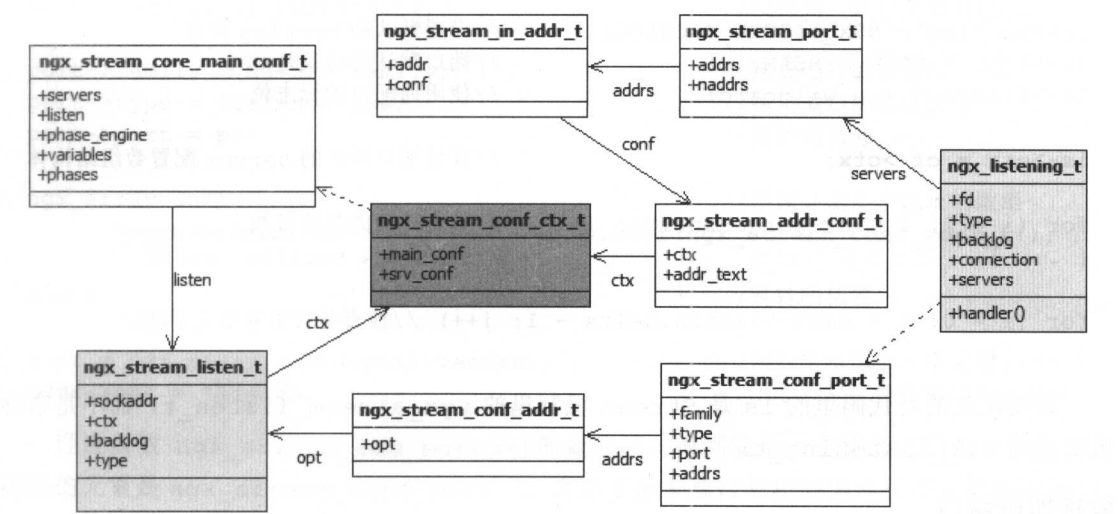 ngx_stream_in_addr_t
+addr
+conf
ngx_stream_port_t
+addrs
+naddrs
addrs
ngx_stream_core_main_conf_t
+servers
+listen
+phase_engine
+variables
+phases
conf
servers
ngx_listening_t
+fd
+type
+backlog
+connection
+servers
+handler()
ngx_stream_conf_ctx_t
+main_conf
+srv_conf
ctx
ngx_stream_addr_conf_t
+ctx
+addr_text
listen
ctx
ngx_stream_listen_t
+sockaddr
+ctx
+backlog
+type
opt
ngx_stream_conf_addr_t
+opt
addrs
ngx_stream_conf_port_t
+family
+type
+port
+addrs